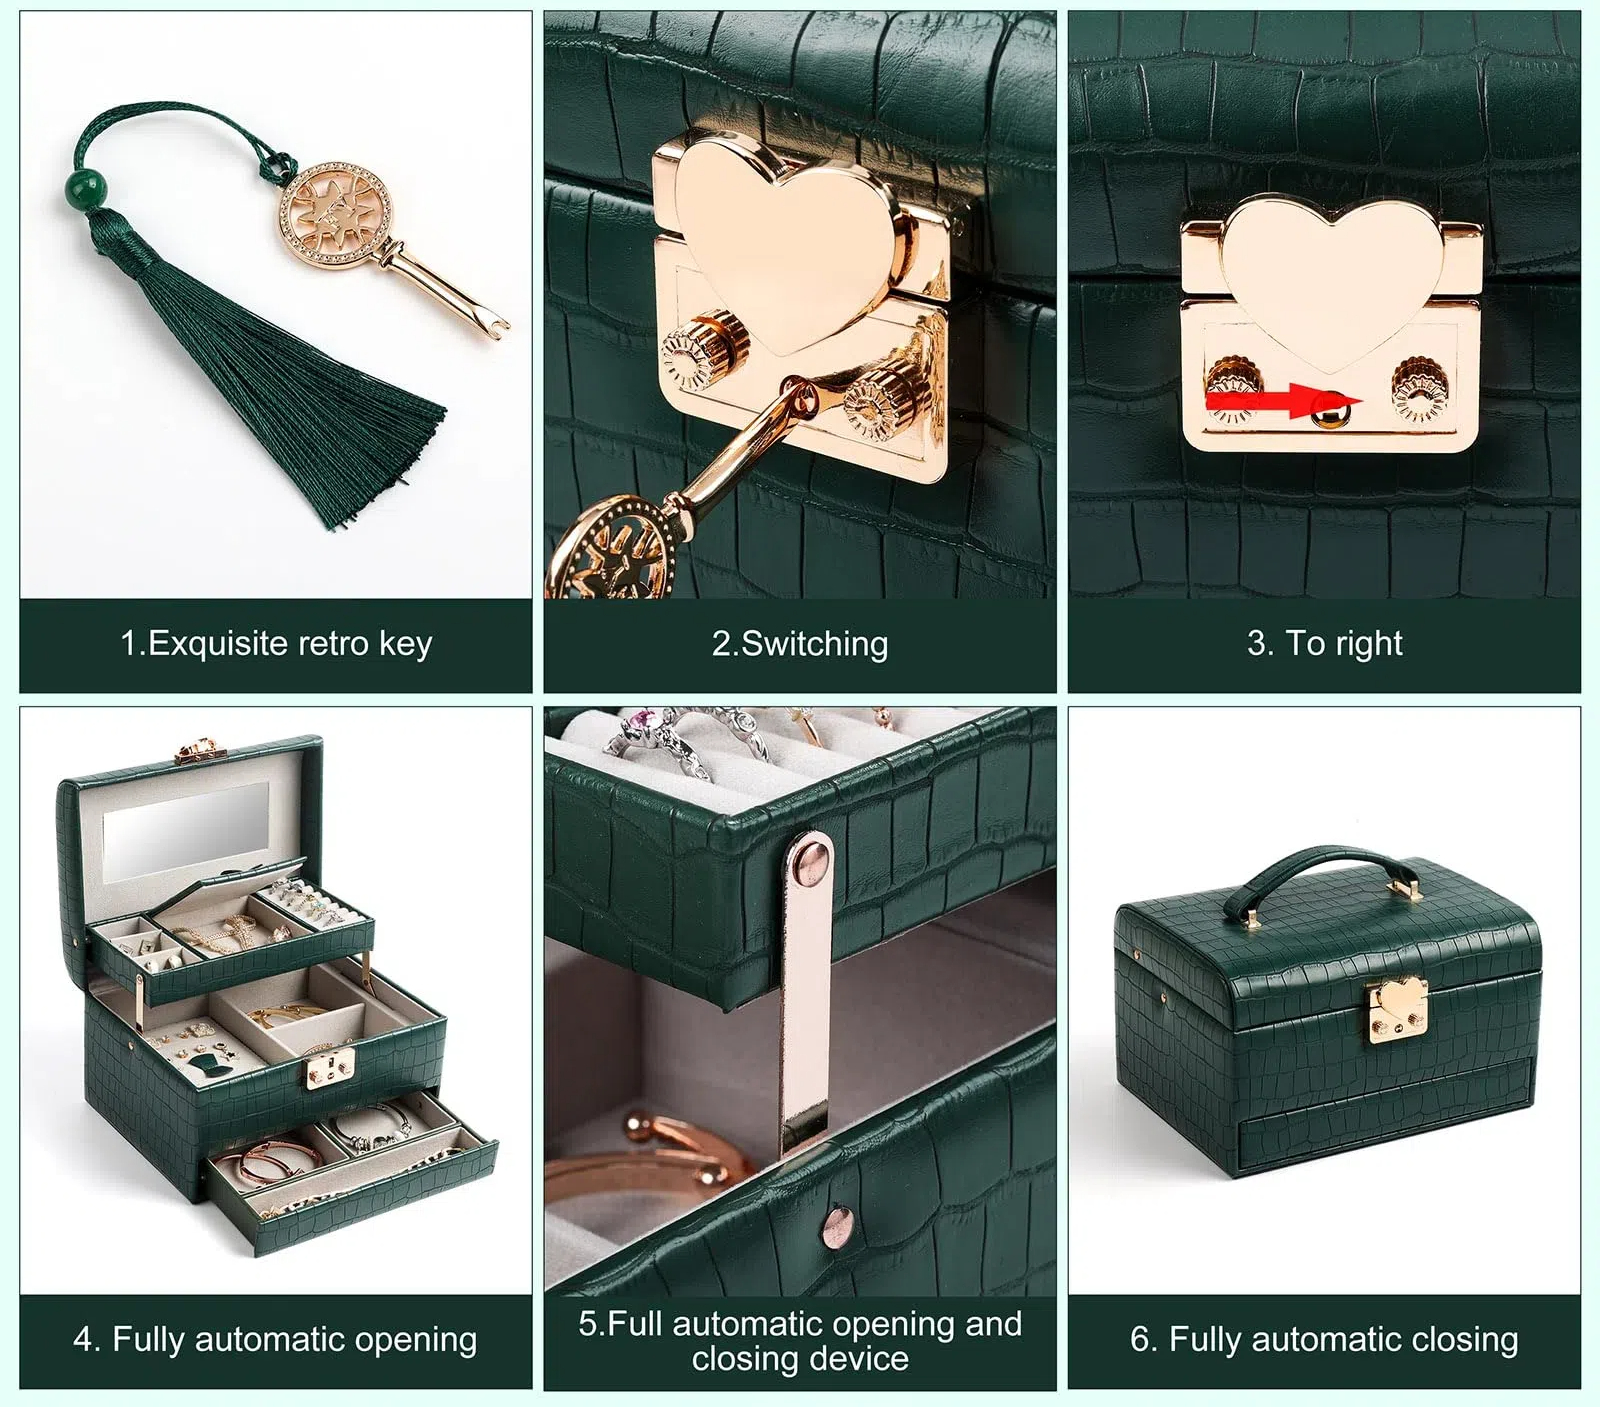 1.Exquisite retro key
2.Switching
3. To right
4. Fully automatic opening
5.Full automatic opening and
closing device
6. Fully automatic closing